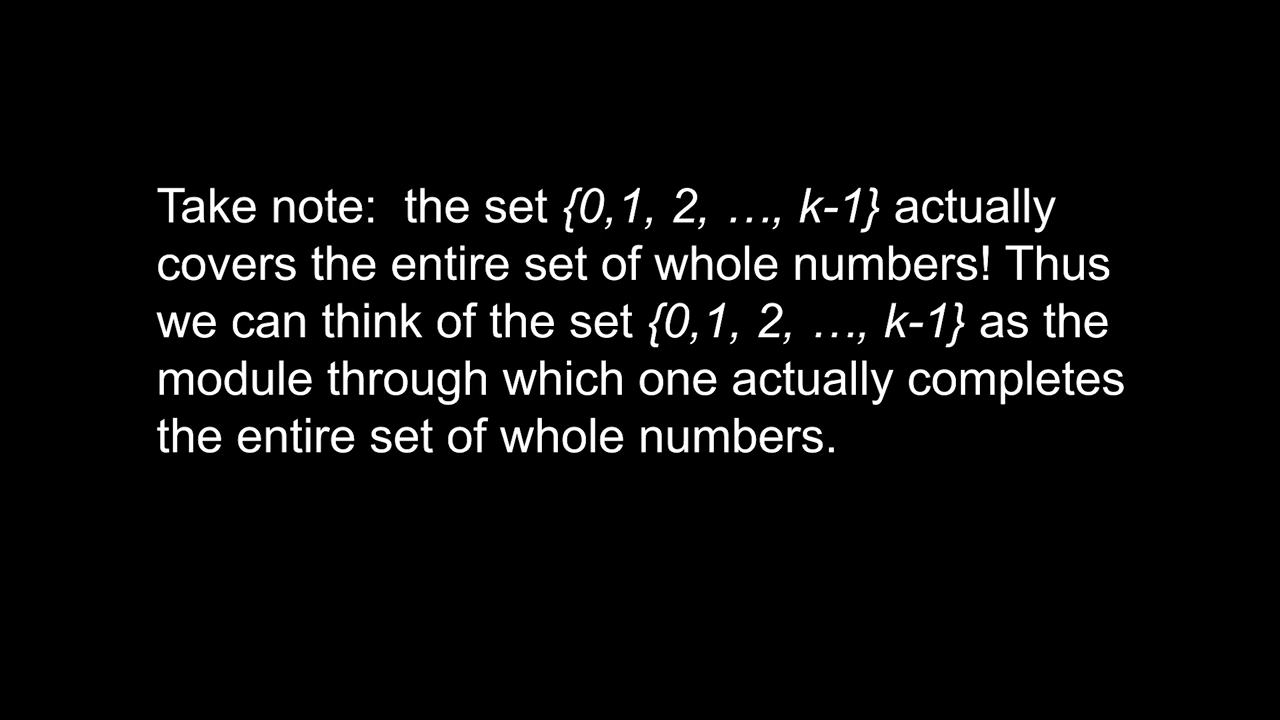 Take note:  the set {0,1, 2, …, k-1} actually
covers the entire set of whole numbers! Thus
we can think of the set {0,1, 2, …, k-1} as the
module through which one actually completes
the entire set of whole numbers.